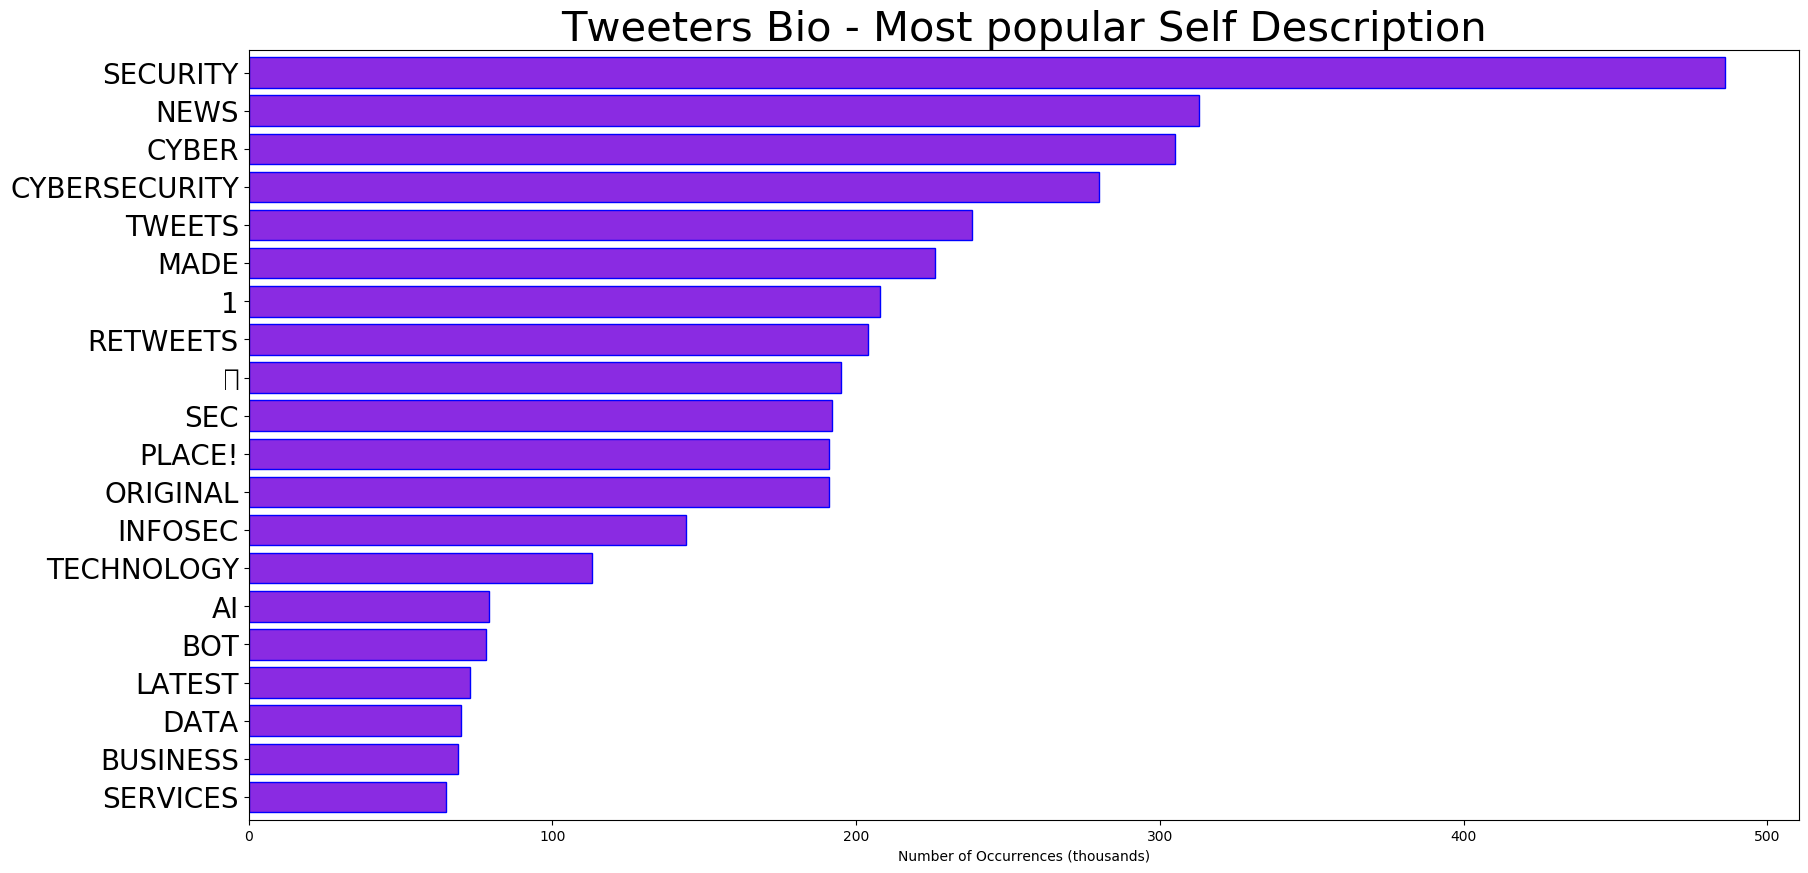 Tweeters Bio - Most popular Self Description
SECURITY
NEWS
CYBER
CYBERSECURITY
TWEETS
MADE
1
RETWEETS
SEC
PLACE!
ORIGINAL
INFOSEC
TECHNOLOGY
AI
BOT
LATEST
DATA
BUSINESS
SERVICES
0 100 200 300 400 500
Number of Occurrences (thousands)